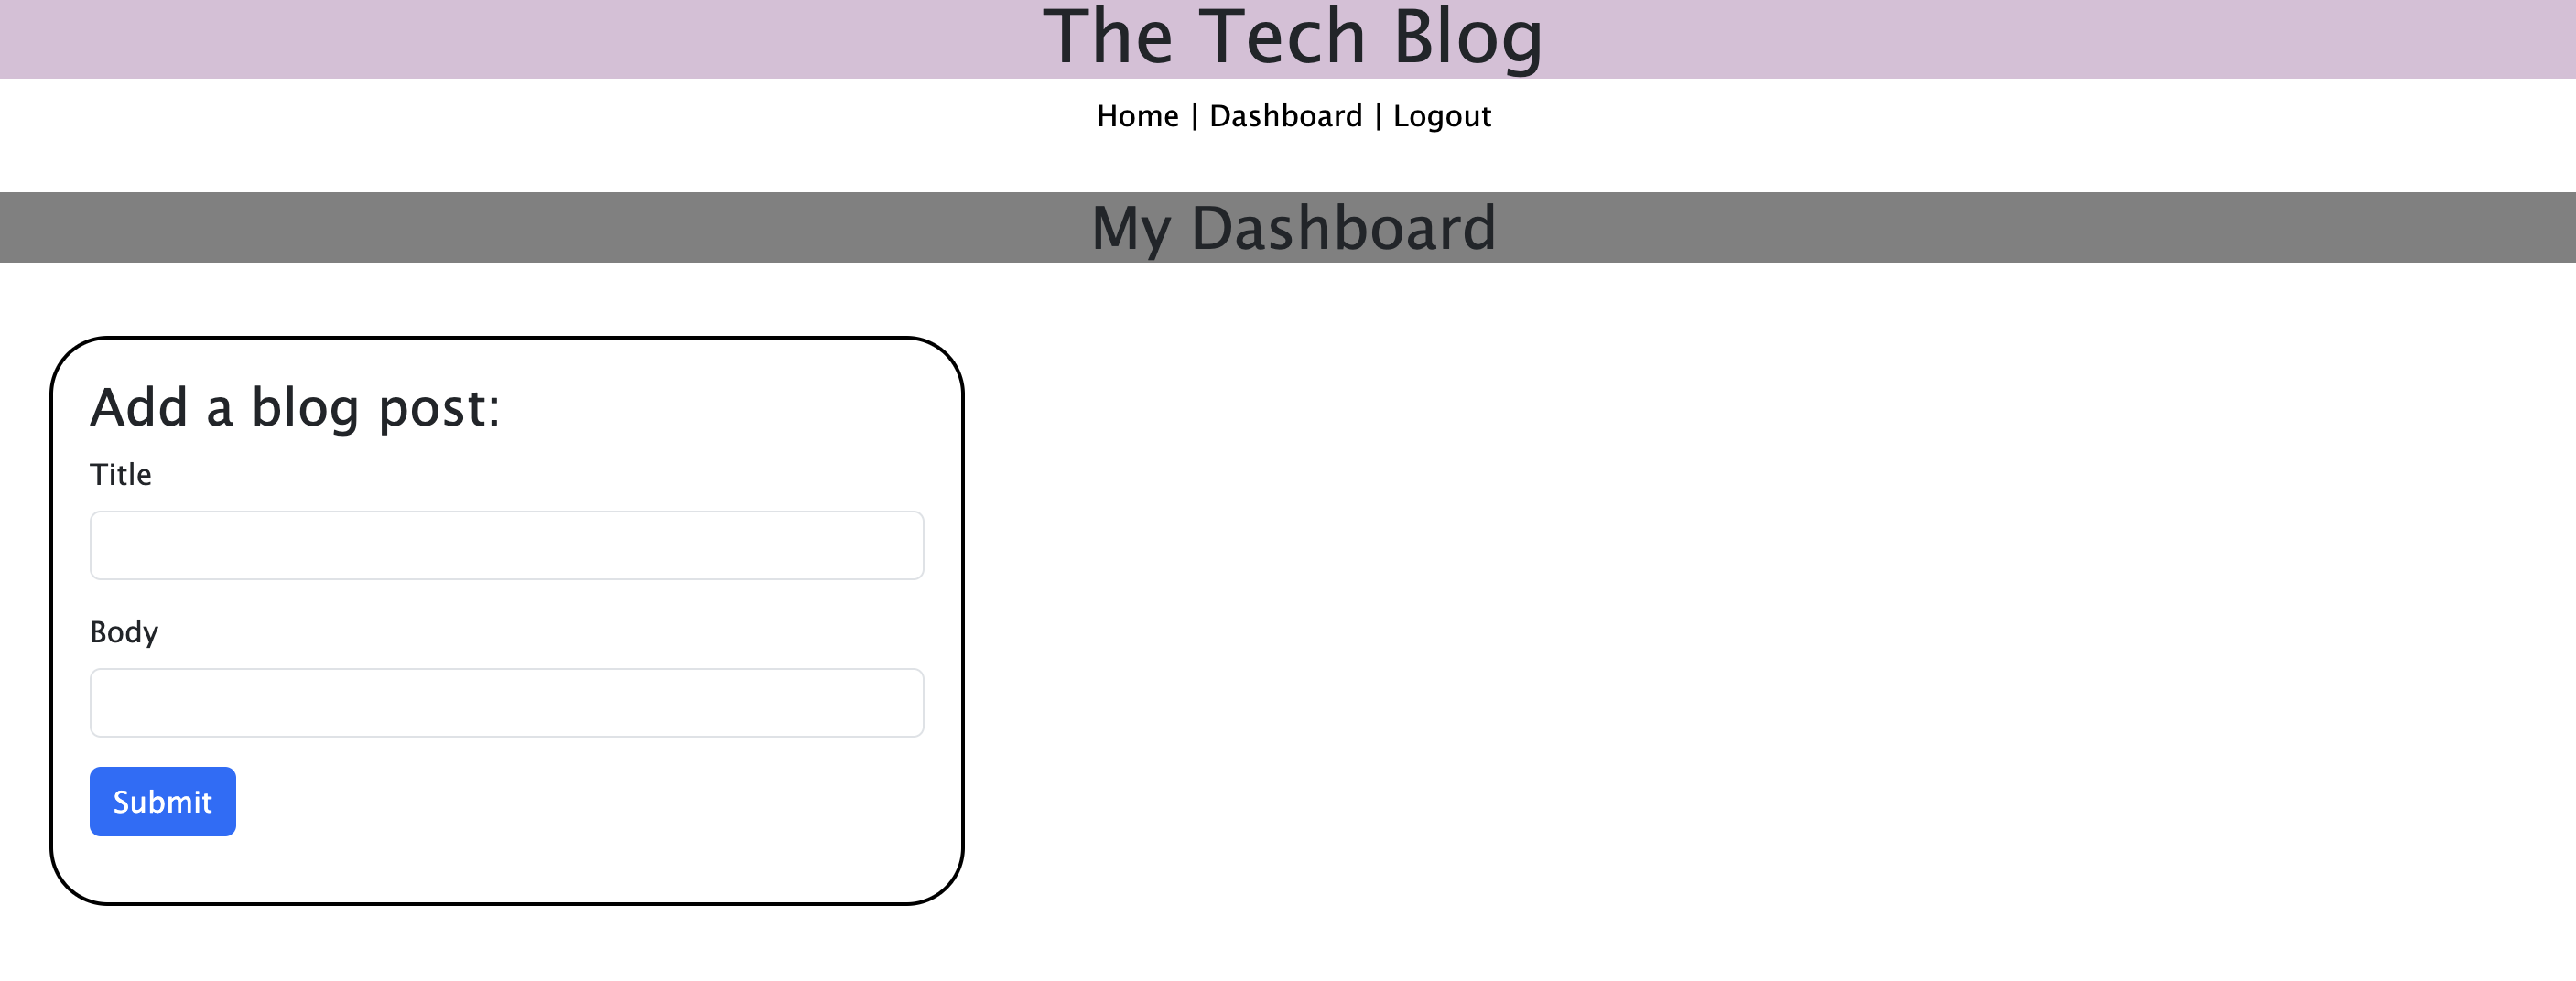 The Tech Blog
Home | Dashboard | Logout
My Dashboard
Add a blog post:
Title
Body
Submit